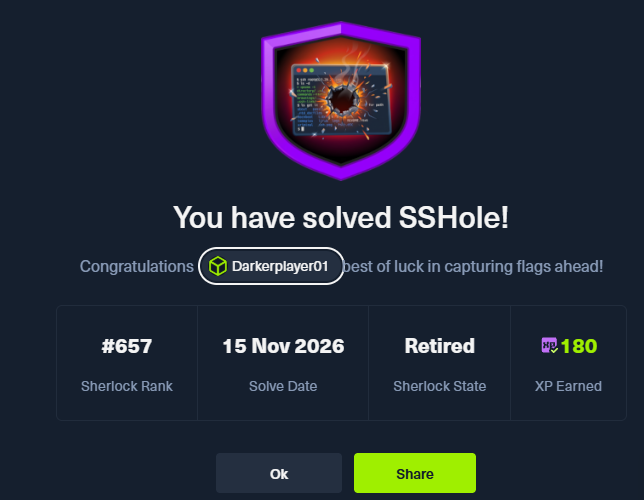 You have solved SSHole!
Congratulations Darkerplayer01 best of luck in capturing flags ahead!
#657 15 Nov 2026 Retired XP 180
Sherlock Rank Solve Date Sherlock State XP Earned
Ok Share